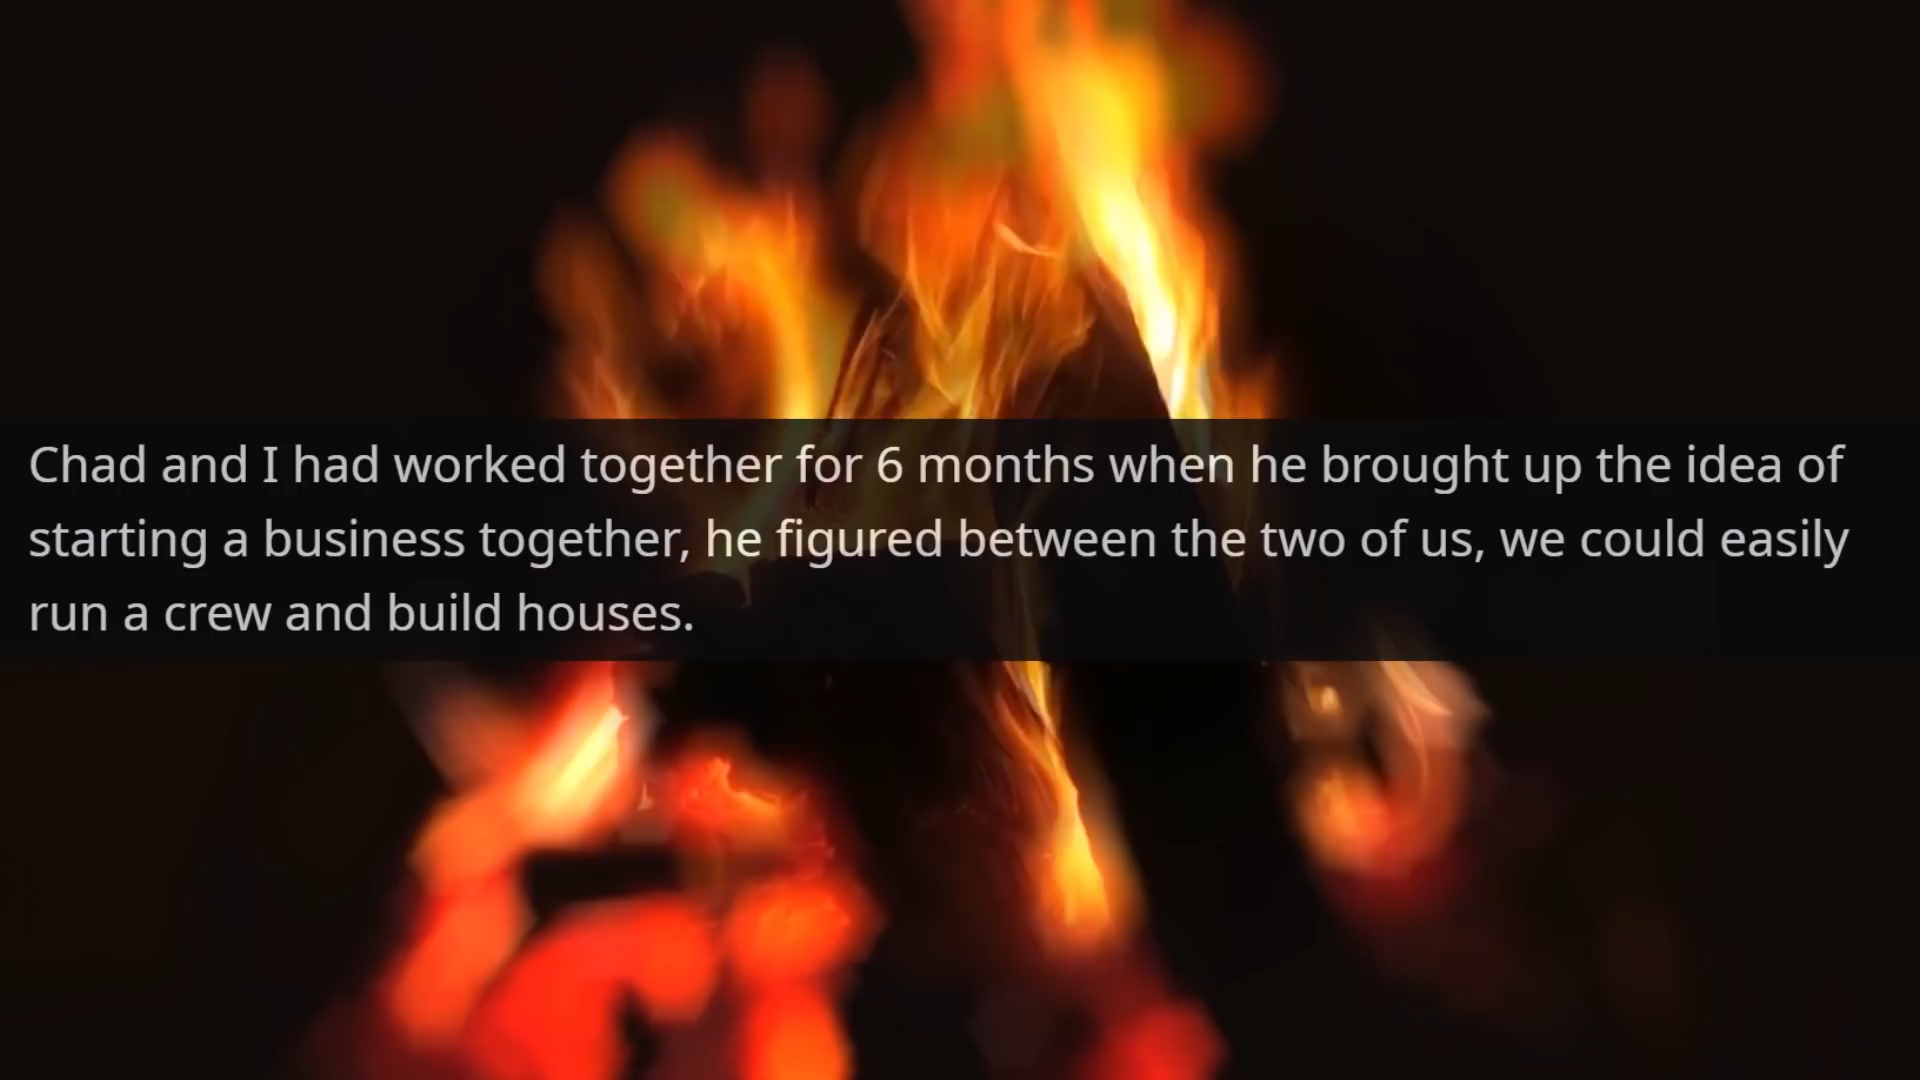 Chad and I had worked together for 6 months when he brought up the idea of
starting a business together, he figured between the two of us, we could easily
run a crew and build houses.